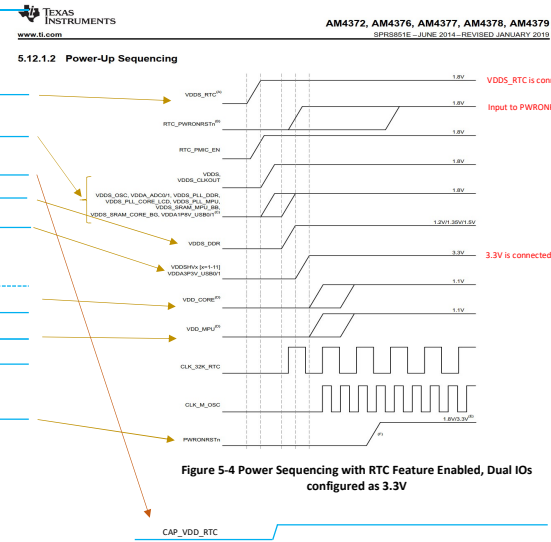 TEXAS
INSTRUMENTS
www.ti.com
AM4372, AM4376, AM4377, AM4378, AM4379
SPRS851E – JUNE 2014 – REVISED JANUARY 2019
5.12.1.2 Power-Up Sequencing
1.8V
VDDS_RTC is con
VDDS_RTC(A)
1.8V
Input to PWRON
RTC_PWRONRSTn(B)
1.8V
RTC_PMIC_EN
1.8V
VDDS,
VDDS_CLKOUT
1.8V
VDDS_OSC, VDDA_ADC0/1, VDDS_PLL_DDR,
VDDS_PLL_CORE_LCD, VDDS_PLL_MPU,
VDDS_SRAM_MPU_BB,
VDDS_SRAM_CORE_BG, VDDA1P8V_USB0/1(C)
1.2V/1.35V/1.5V
VDDS_DDR
3.3V
3.3V is connected
VDDSHVx [x=1-11]
VDDA3P3V_USB0/1
1.1V
VDD_CORE(D)
1.1V
VDD_MPU(D)
CLK_32K_RTC
CLK_M_OSC
1.8V/3.3V(E)
PWRONRSTn
(F)
Figure 5-4 Power Sequencing with RTC Feature Enabled, Dual IOs
configured as 3.3V
CAP_VDD_RTC